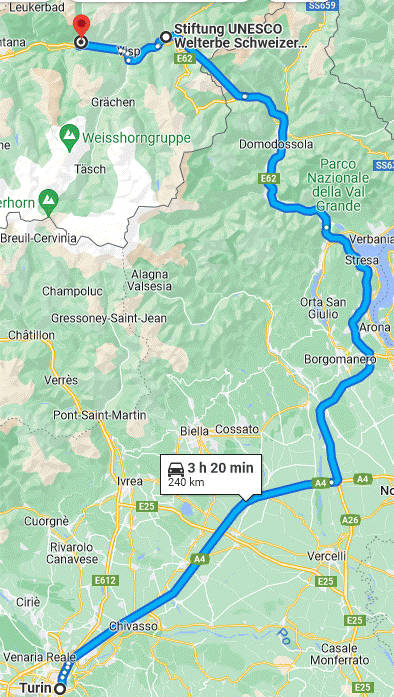 Leukerbad
SS659
ntana
Visp
Stiftung UNESCO
Welterbe Schweizer...
E62
Grächen
Weisshorngruppe
Domodossola
Täsch
E62
Parco
Nazionale
della Val
Grande
SS63
erhorn
Breuil-Cervinia
Verbania
Stresa
Alagna
Valsesia
Champoluc
Orta San
Giulio
Gressoney-Saint-Jean
Arona
Châtillon
Borgomanero
Verrès
Pont-Saint-Martin
Biella
Cossato
3 h 20 min
240 km
Ivrea
A4
A4
No
E25
A26
Cuorgnè
Rivarolo
Canavese
A4
Vercelli
E612
E25
E25
Ciriè
Chivasso
Po
Venaria Reale
Casale
Monferrato
Turin